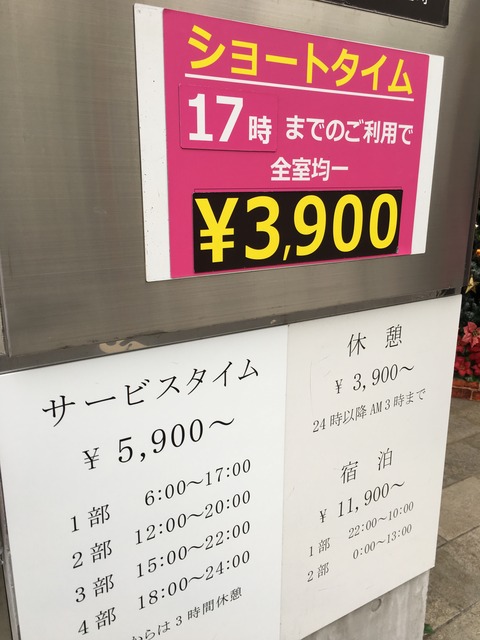 ショートタイム
17時 までのご利用で
全室均一
¥3,900
サービスタイム
¥ 5,900～
1部 6:00～17:00
2部 12:00～20:00
3部 15:00～22:00
4部 18:00～24:00
からは3時間休憩
休憩
¥ 3,900～
24時以降AM3時まで
宿泊
¥ 11,900～
1部 22:00～10:00
2部 0:00～13:00